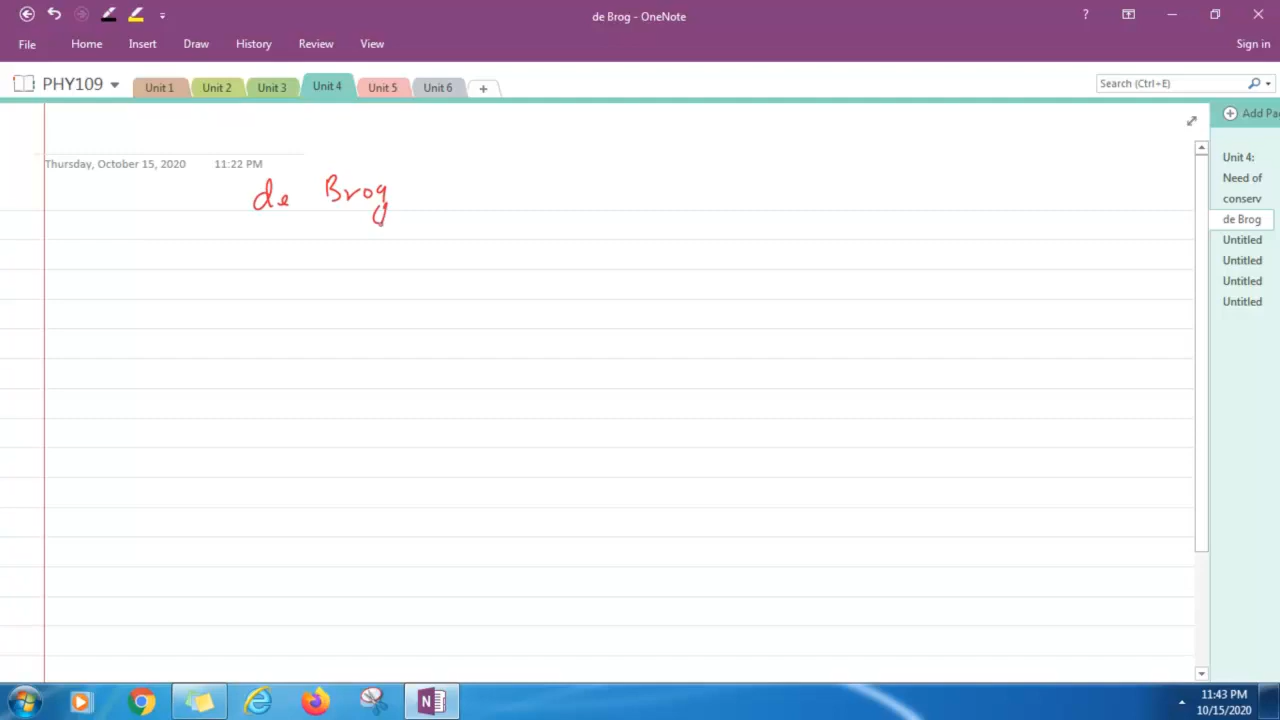 de Brog - OneNote
?
File Home Insert Draw History Review View
Sign in
PHY109 Unit 1 Unit 2 Unit 3 Unit 4 Unit 5 Unit 6 +
Search (Ctrl+E)
Add Pa
Thursday, October 15, 2020 11:22 PM
de Brog
Unit 4:
Need of
conserv
de Brog
Untitled
Untitled
Untitled
Untitled
N
11:43 PM
10/15/2020